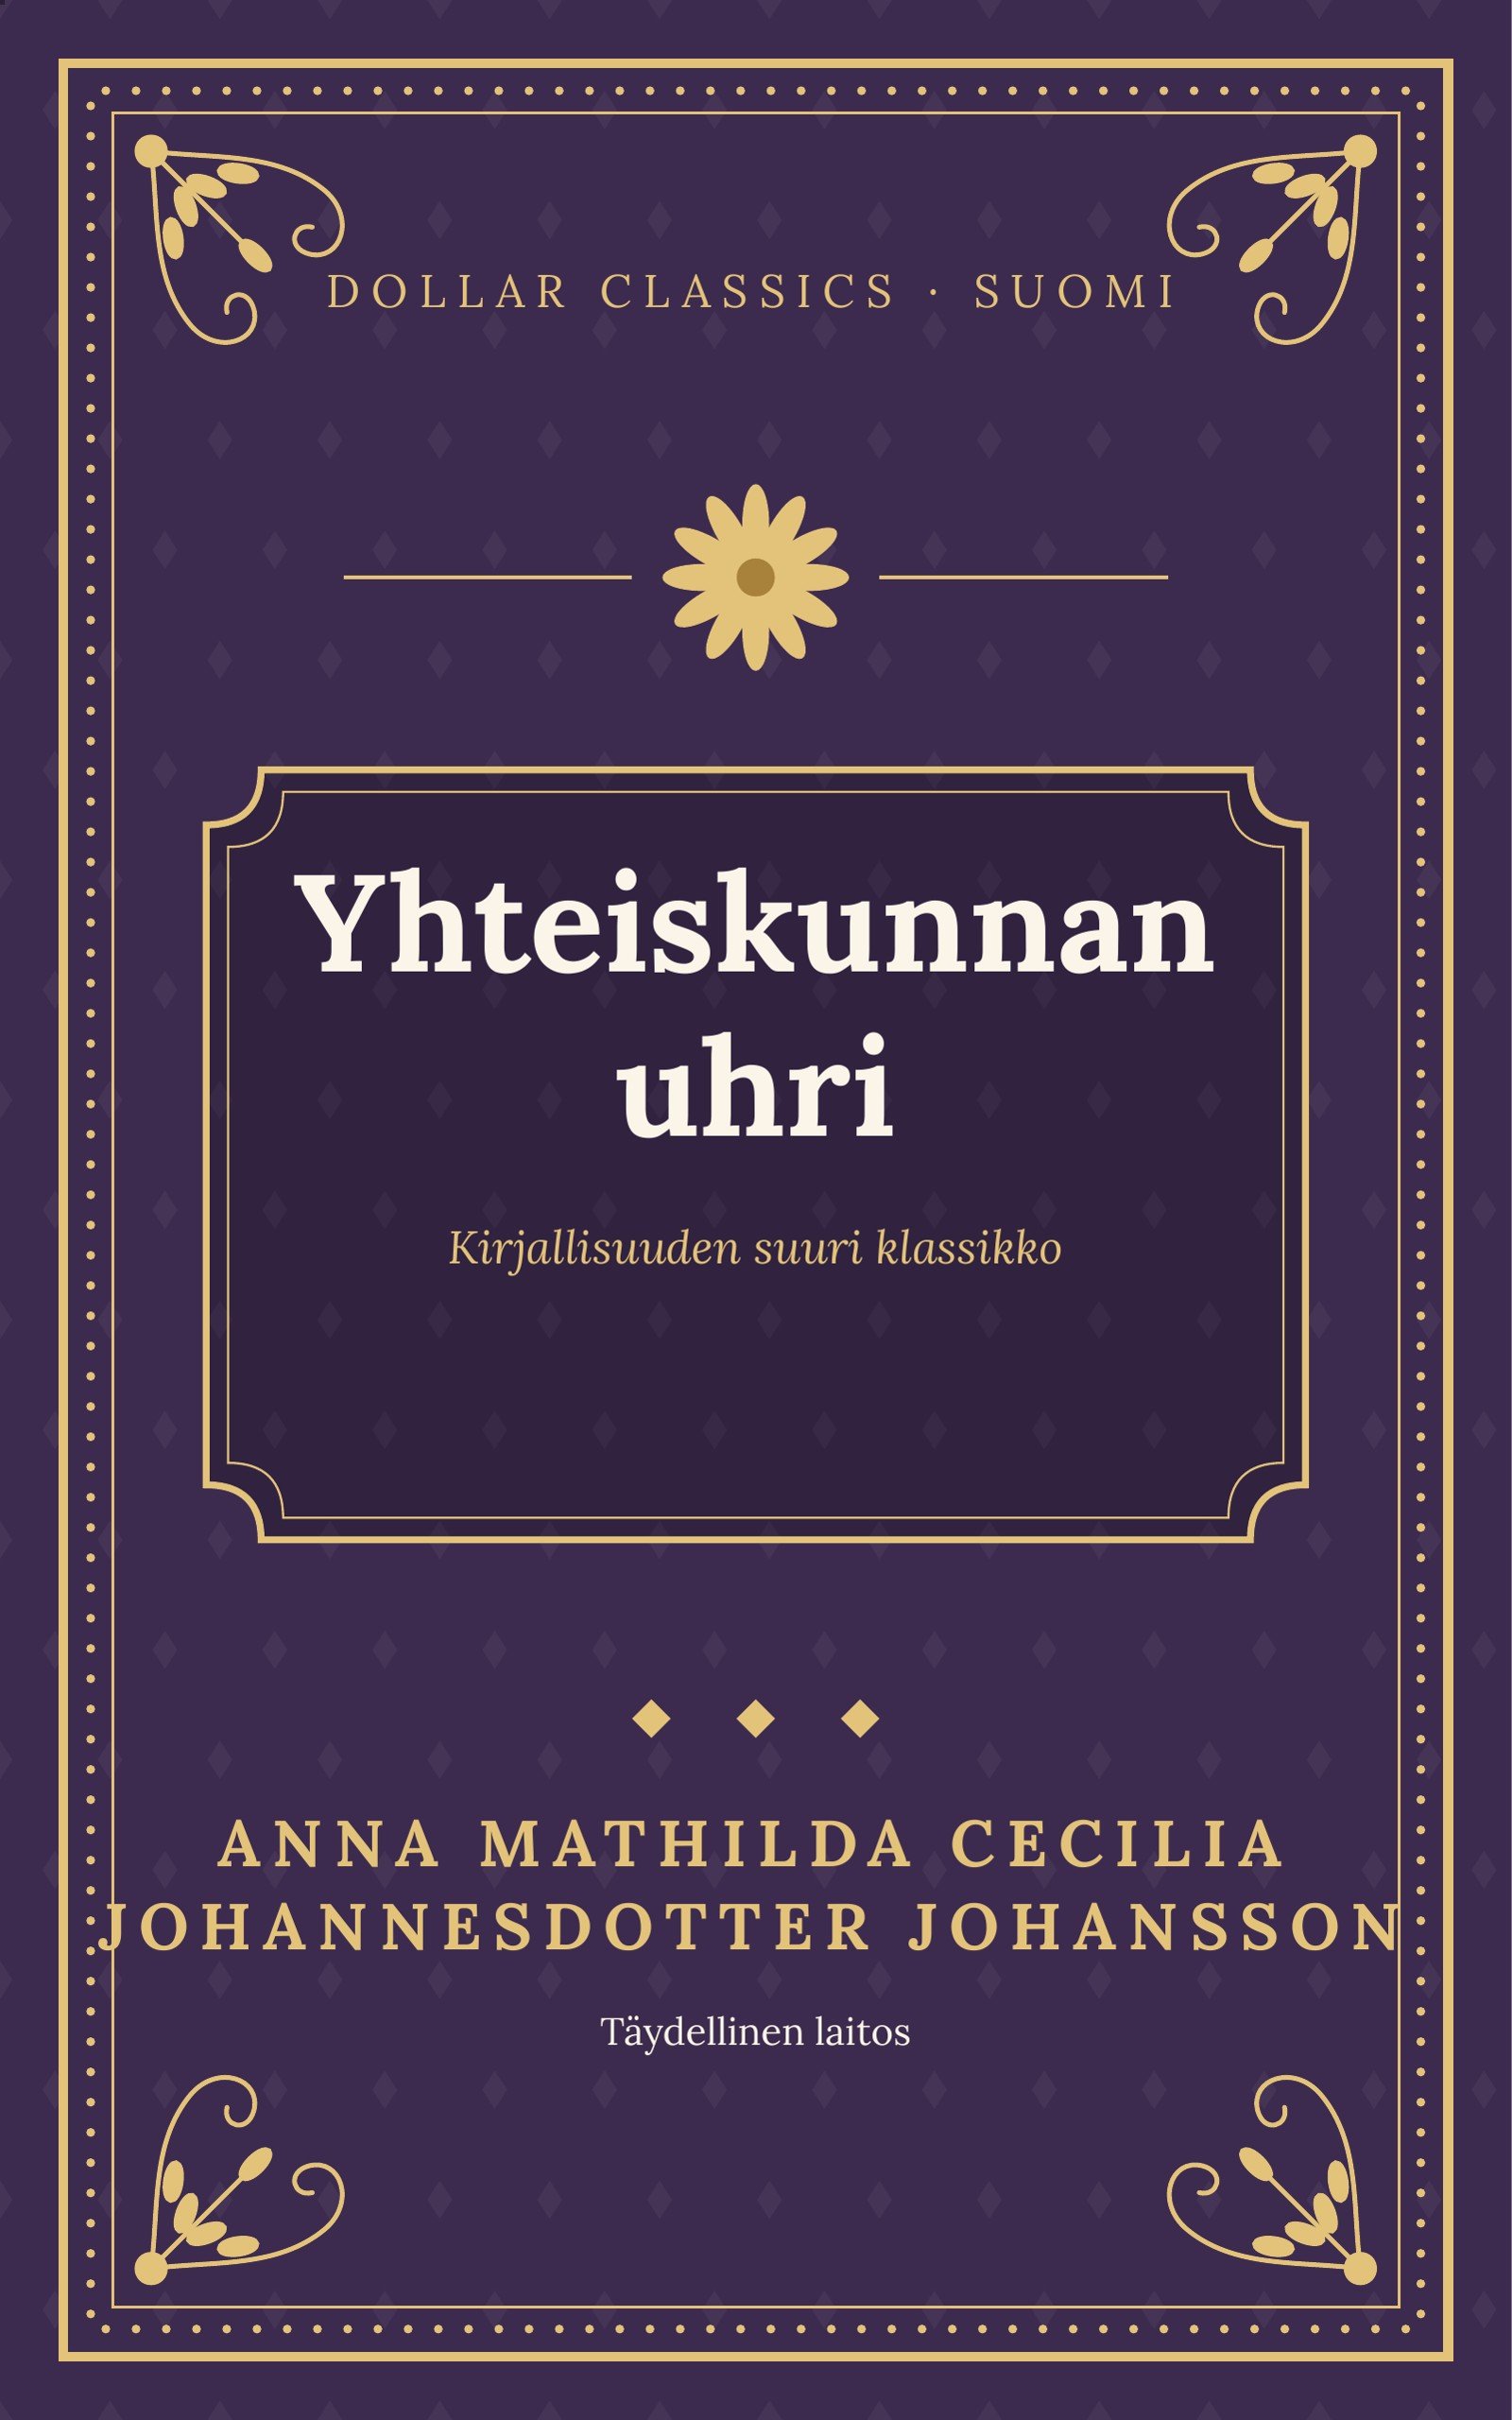 DOLLAR CLASSICS · SUOMI
Yhteiskunnan
uhri
Kirjallisuuden suuri klassikko
ANNA MATHILDA CECILIA
JOHANNESDOTTER JOHANSSON
Täydellinen laitos